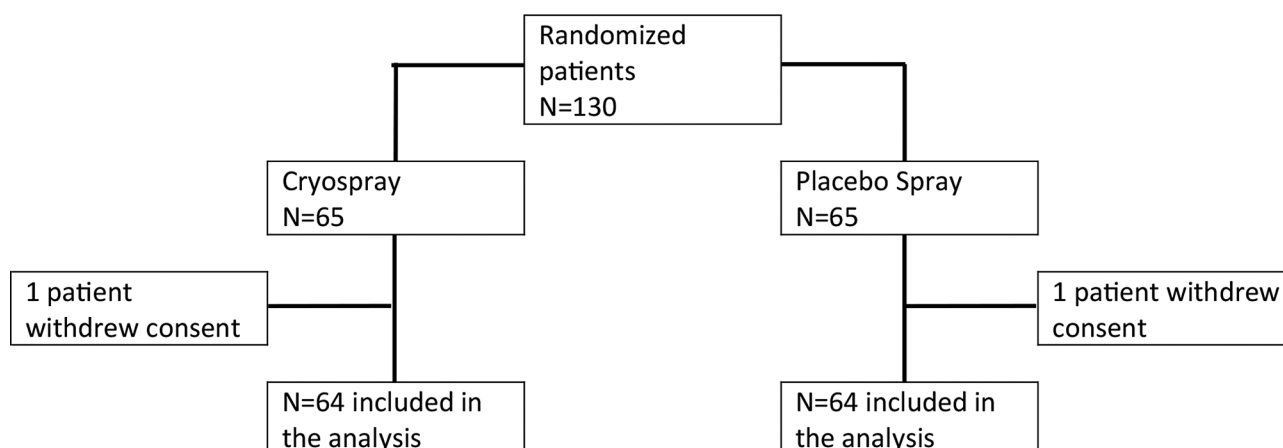 Randomized
patients
N=130
Cryospray
N=65
Placebo Spray
N=65
1 patient
withdrew consent
1 patient withdrew
consent
N=64 included in
the analysis
N=64 included in
the analysis